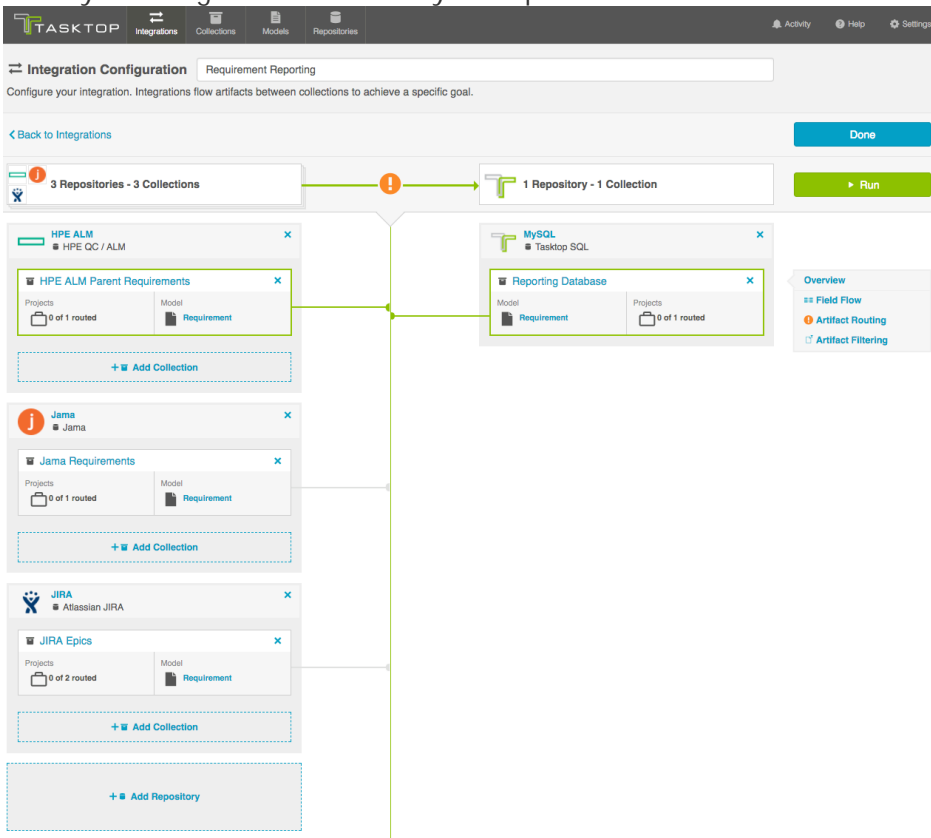 TASKTOP
Integrations
Collections
Models
Repositories
Activity
Help
Settings
Integration Configuration
Requirement Reporting
Configure your integration. Integrations flow artifacts between collections to achieve a specific goal.
Back to Integrations
Done
3 Repositories - 3 Collections
1 Repository - 1 Collection
Run
HPE ALM
HPE QC / ALM
HPE ALM Parent Requirements
Projects
Model
0 of 1 routed
Requirement
+ Add Collection
MySQL
Tasktop SQL
Reporting Database
Model
Projects
Requirement
0 of 1 routed
Overview
Field Flow
Artifact Routing
Artifact Filtering
Jama
Jama
Jama Requirements
Projects
Model
0 of 1 routed
Requirement
+ Add Collection
JIRA
Atlassian JIRA
JIRA Epics
Projects
Model
0 of 2 routed
Requirement
+ Add Collection
+ Add Repository